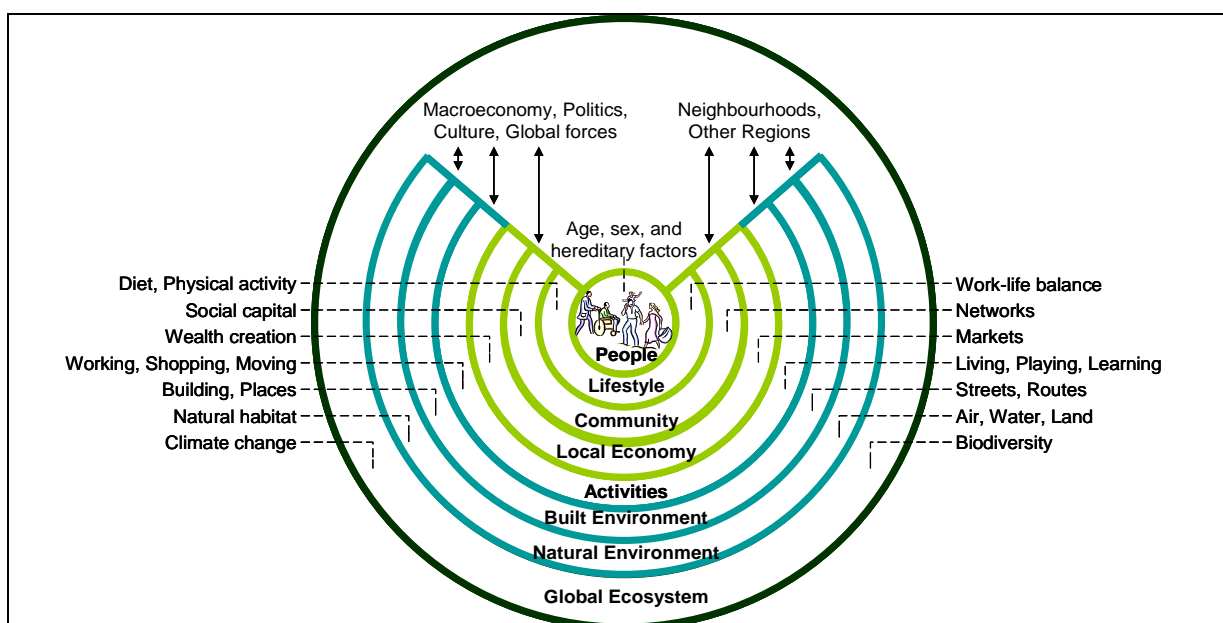 Macroeconomy, Politics,
Culture, Global forces
Neighbourhoods,
Other Regions
Age, sex, and
hereditary factors
Diet, Physical activity
Social capital
Wealth creation
Working, Shopping, Moving
Building, Places
Natural habitat
Climate change
Work-life balance
Networks
Markets
Living, Playing, Learning
Streets, Routes
Air, Water, Land
Biodiversity
People
Lifestyle
Community
Local Economy
Activities
Built Environment
Natural Environment
Global Ecosystem